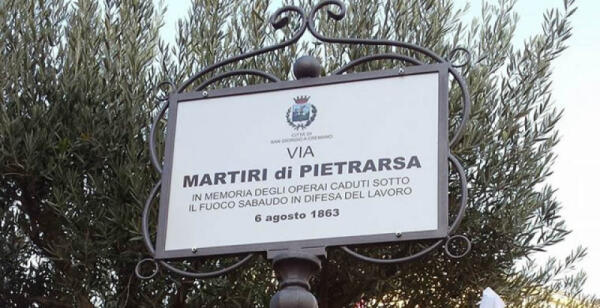 CITTÀ DI
SAN GIORGIO A CREMANO
VIA
MARTIRI di PIETRARSA
IN MEMORIA DEGLI OPERAI CADUTI SOTTO
IL FUOCO SABAUDO IN DIFESA DEL LAVORO
6 agosto 1863